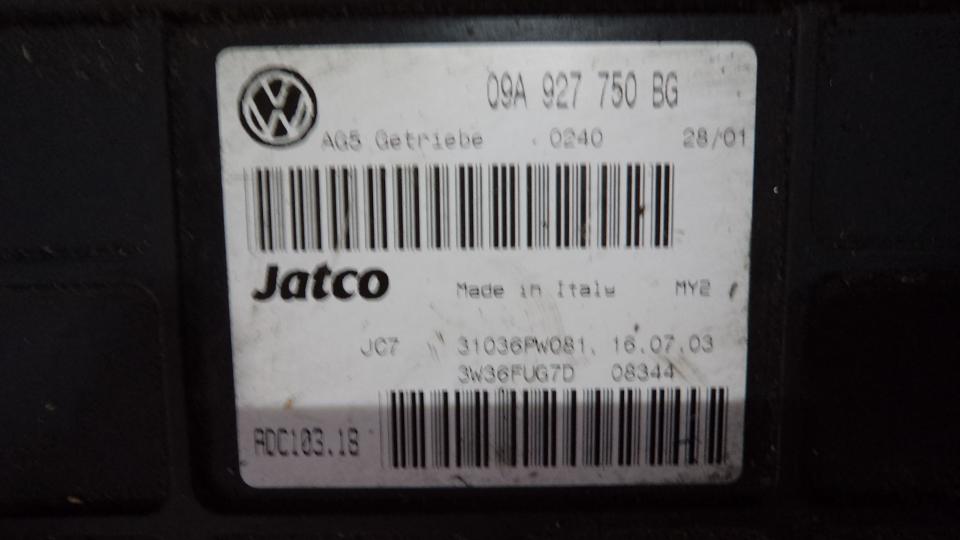 09A 927 750 BG
AG5 Getriebe 0240 28/01
Jatco Made in Italy MY2
JC7 31036PW081. 16.07.03
3W36FUG7D 08344
ADC103.18